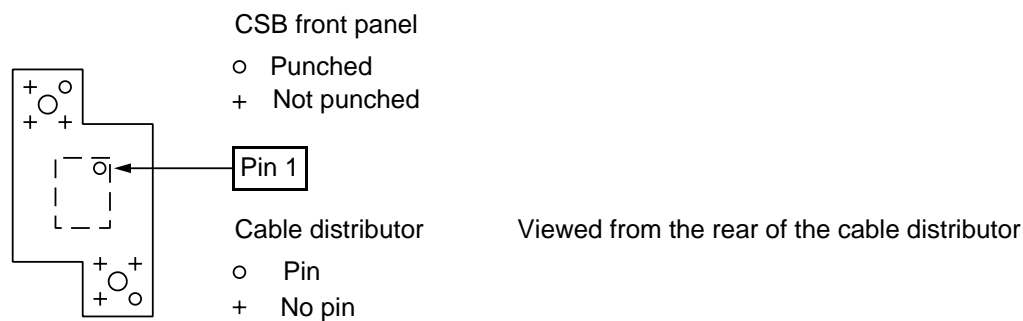 CSB front panel
Punched
+ Not punched
Pin 1
Cable distributor
Viewed from the rear of the cable distributor
Pin
+ No pin